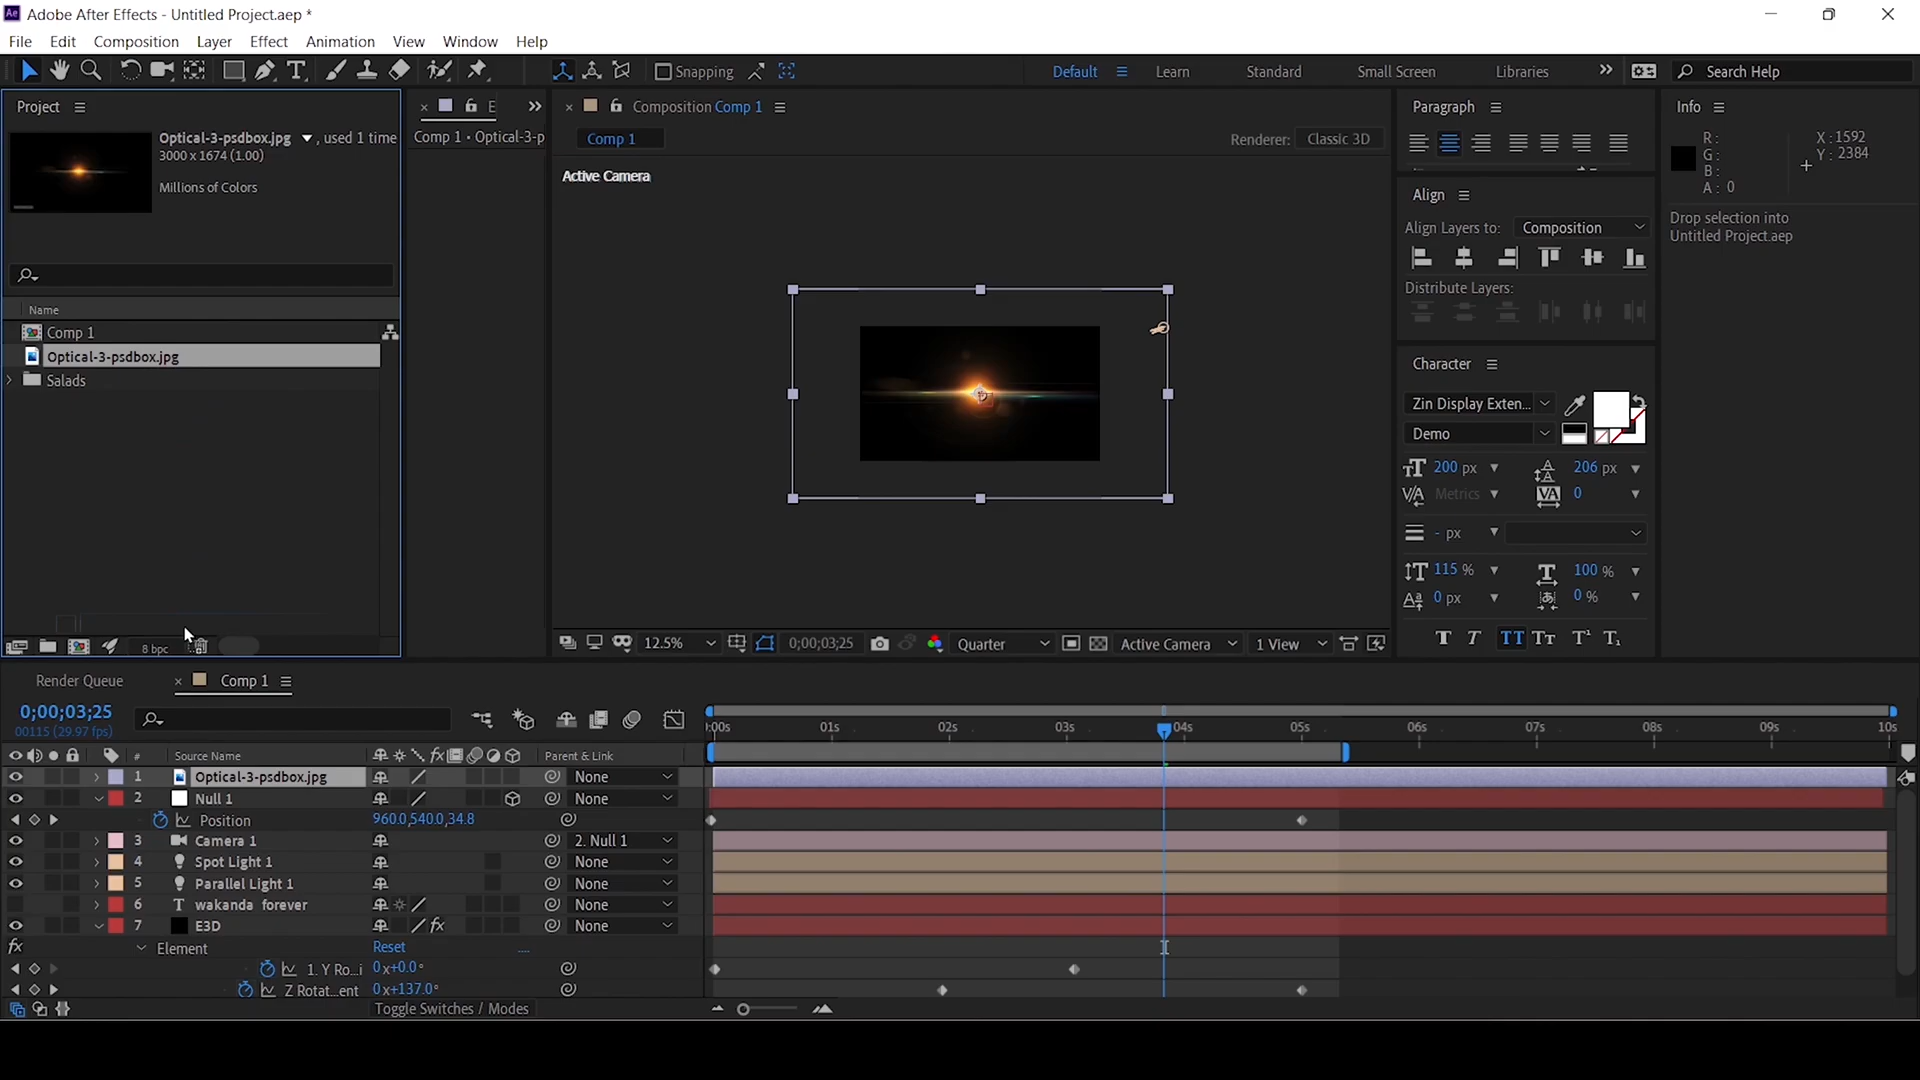 Adobe After Effects - Untitled Project.aep *
File Edit Composition Layer Effect Animation View Window Help
Snapping
Default Learn Standard Small Screen Libraries
Search Help
Project
Optical-3-psdbox.jpg , used 1 time
3000 x 1674 (1.00)
Millions of Colors
Name
Comp 1
Optical-3-psdbox.jpg
Salads
8 bpc
E
Comp 1 • Optical-3-p
Composition Comp 1
Comp 1
Renderer: Classic 3D
Active Camera
12.5%
0;00;03;25
Quarter
Active Camera
1 View
Paragraph
Align
Align Layers to: Composition
Distribute Layers:
Character
Zin Display Exten...
Demo
200 px
206 px
Metrics
0
- px
115 %
100 %
0 px
0 %
T T TT Tr T¹ T₁
Info
R:
G:
B:
A: 0
X: 1592
Y: 2384
Drop selection into
Untitled Project.aep
Render Queue
Comp 1
0;00;03;25
00115 (29.97 fps)
:00s 01s 02s 03s 04s 05s 06s 07s 08s 09s 10s
# Source Name
Parent & Link
1 Optical-3-psdbox.jpg None
2 Null 1 None
Position 960.0,540.0,34.8
3 Camera 1 2. Null 1
4 Spot Light 1 None
5 Parallel Light 1 None
6 T wakanda forever None
7 E3D None
fx Element Reset ....
1. Y Ro...i 0x+0.0°
Z Rotat...ent 0x+137.0°
Toggle Switches / Modes